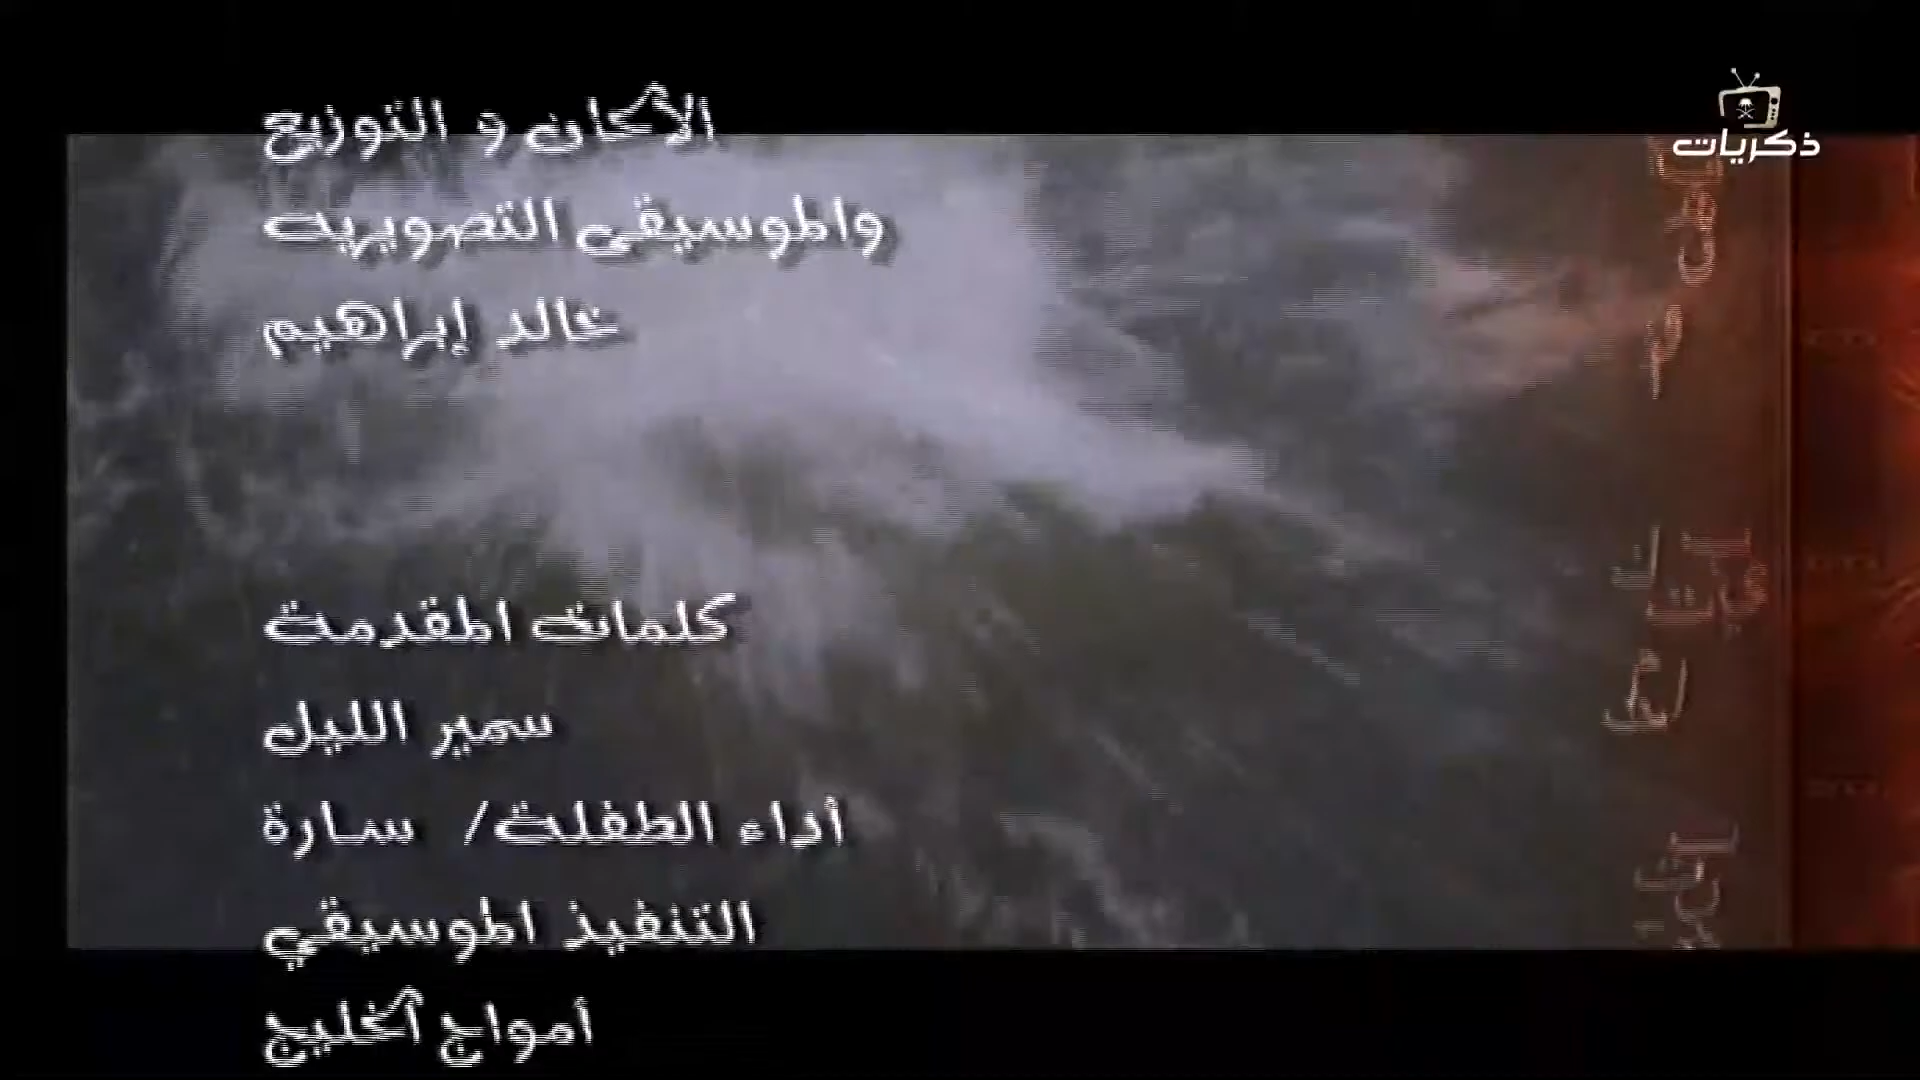 ذكريات
الألحان و التوزيع
والموسيقى التصويرية
خالد إبراهيم
كلمات المقدمة
سمير الليل
أداء الطفلة/ سارة
التنفيذ الموسيقي
أمواج الخليج